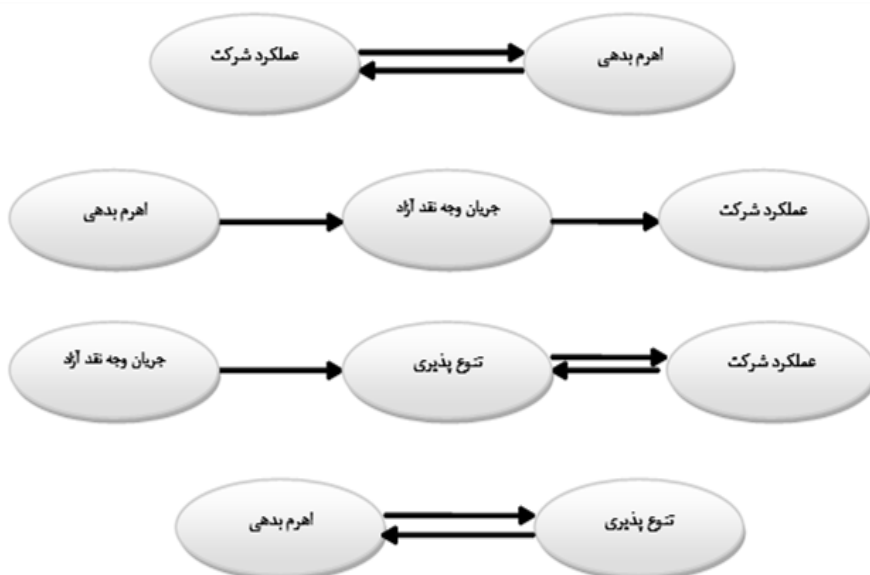 اهرم بدهی
عملکرد شرکت
عملکرد شرکت
جریان وجه نقد آزاد
اهرم بدهی
عملکرد شرکت
تنوع پذیری
جریان وجه نقد آزاد
تنوع پذیری
اهرم بدهی